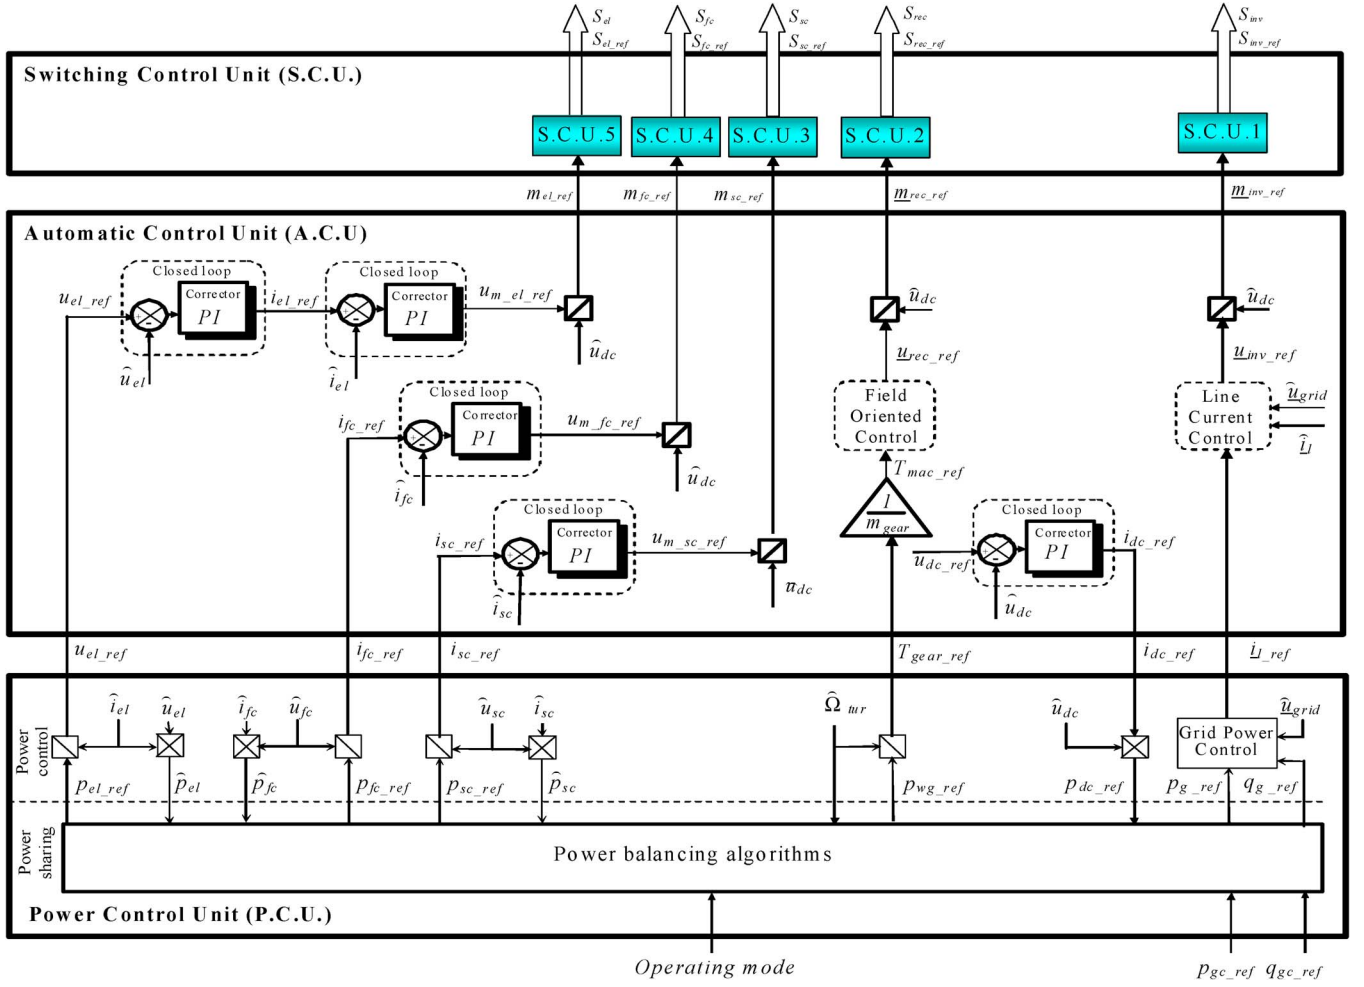 S_el
S_el_ref
S_fc
S_fc_ref
S_sc
S_sc_ref
S_rec
S_rec_ref
S_inv
S_inv_ref
Switching Control Unit (S.C.U.)
S.C.U.5
S.C.U.4
S.C.U.3
S.C.U.2
S.C.U.1
m_el_ref
m_fc_ref
m_sc_ref
m_rec_ref
m_inv_ref
Automatic Control Unit (A.C.U)
u_el_ref
Closed loop
+
-
Corrector
PI
û_el
i_el_ref
Closed loop
+
-
Corrector
PI
î_el
u_m_el_ref
û_dc
û_dc
û_dc
u_rec_ref
u_inv_ref
i_fc_ref
Closed loop
+
-
Corrector
PI
î_fc
u_m_fc_ref
û_dc
Field
Oriented
Control
Line
Current
Control
û_grid
î_l
T_mac_ref
1
m_gear
i_sc_ref
Closed loop
+
-
Corrector
PI
î_sc
u_m_sc_ref
u_dc
u_dc_ref
Closed loop
+
-
Corrector
PI
û_dc
i_dc_ref
u_el_ref
i_fc_ref
i_sc_ref
T_gear_ref
i_dc_ref
i_l_ref
Power
control
î_el
û_el
î_fc
û_fc
û_sc
î_sc
Ω̂ tur
û_dc
Grid Power
Control
û_grid
p_el_ref
p̂_el
p̂_fc
p_fc_ref
p_sc_ref
p̂_sc
p_wg_ref
p_dc_ref
p_g_ref
q_g_ref
Power
sharing
Power balancing algorithms
Power Control Unit (P.C.U.)
Operating mode
p_gc_ref
q_gc_ref